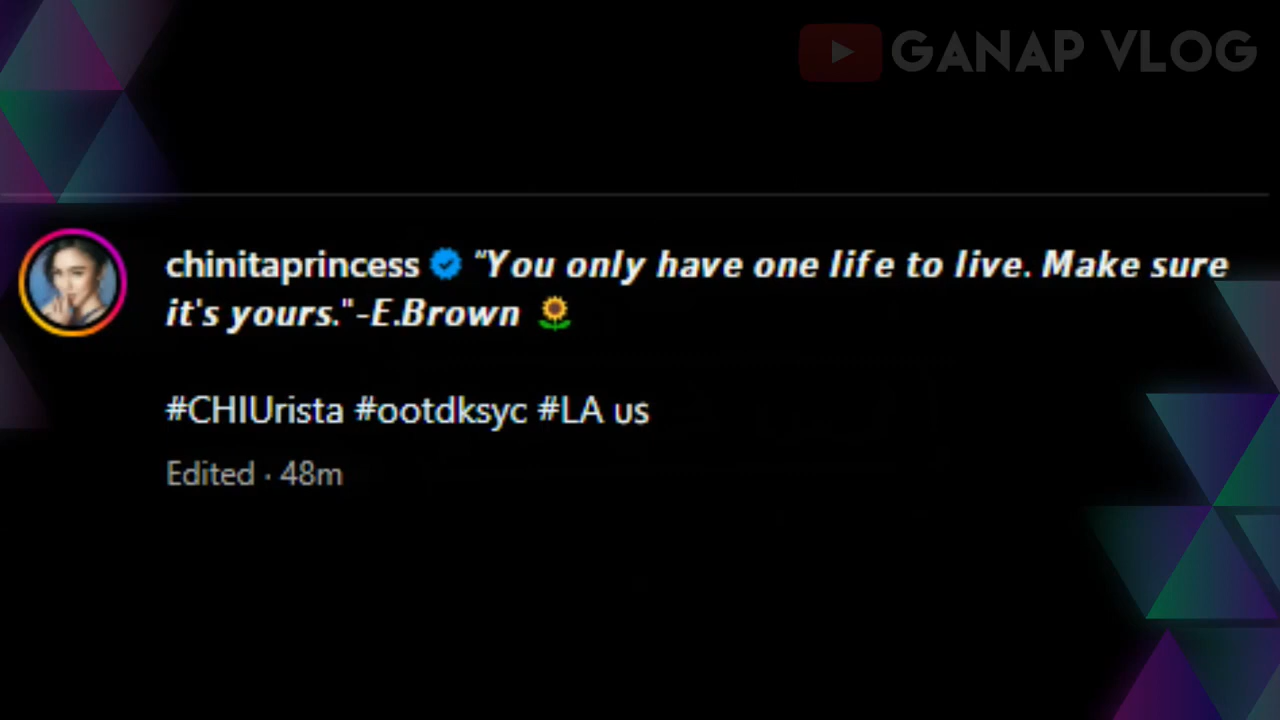 GANAP VLOG
chinitaprincess “You only have one life to live. Make sure
it's yours."-E.Brown 🌻
#CHIUrista #ootdksyc #LA us
Edited · 48m